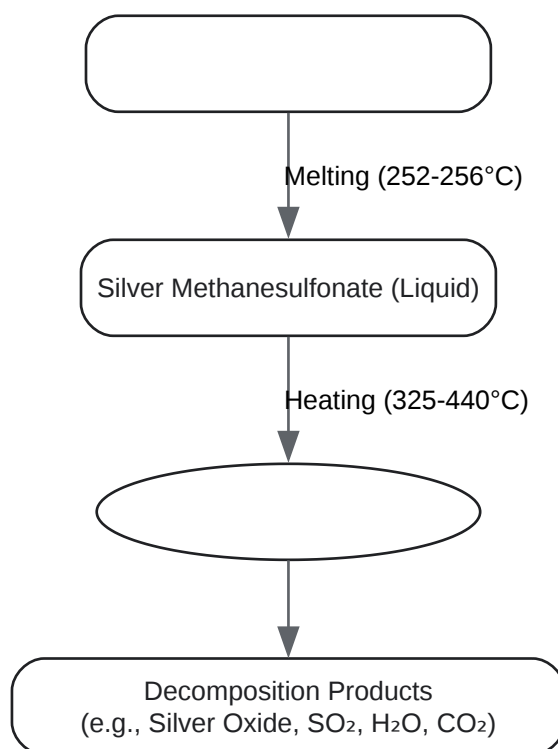 Melting (252-256°C)
Silver Methanesulfonate (Liquid)
Heating (325-440°C)
Decomposition Products
(e.g., Silver Oxide, SO₂, H₂O, CO₂)